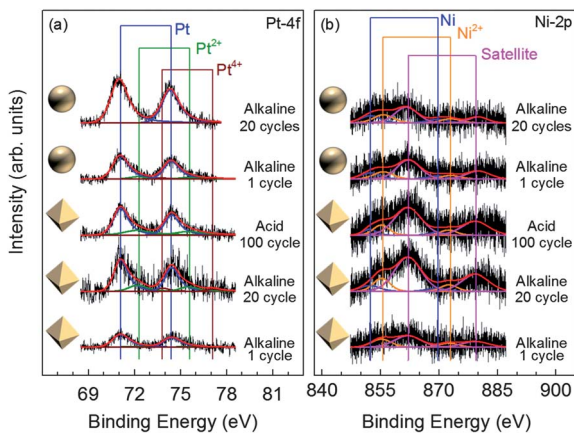 (a)
Pt-4f
Pt
Pt2+
Pt4+
Alkaline
20 cycles
Alkaline
1 cycle
Acid
100 cycle
Alkaline
20 cycle
Alkaline
1 cycle
Intensity (arb. units)
69 72 75 78 81
Binding Energy (eV)
(b)
Ni-2p
Ni
Ni2+
Satellite
Alkaline
20 cycles
Alkaline
1 cycle
Acid
100 cycle
Alkaline
20 cycle
Alkaline
1 cycle
840 855 870 885 900
Binding Energy (eV)